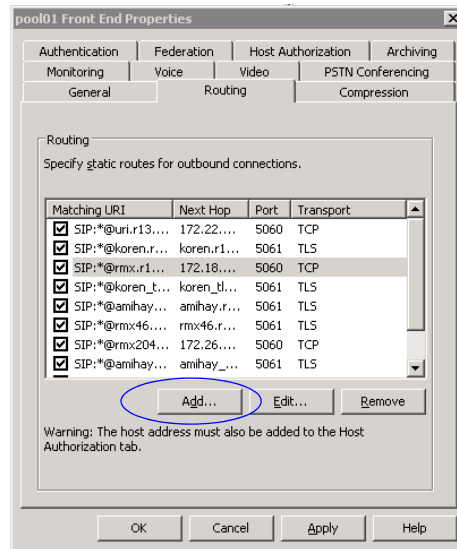 pool01 Front End Properties
Authentication Federation Host Authorization Archiving
Monitoring Voice Video PSTN Conferencing
General Routing Compression
Routing
Specify static routes for outbound connections.
Matching URI Next Hop Port Transport
SIP:*@uri.r13.... 172.22.... 5060 TCP
SIP:*@koren.r... koren.r1... 5061 TLS
SIP:*@rmx.r1... 172.18.... 5060 TCP
SIP:*@koren_t... koren_tl... 5061 TLS
SIP:*@amihay... amihay.r... 5061 TLS
SIP:*@rmx46.... rmx46.r... 5061 TLS
SIP:*@rmx204... 172.26.... 5060 TCP
SIP:*@amihay... amihay_... 5061 TLS
Add... Edit... Remove
Warning: The host address must also be added to the Host
Authorization tab.
OK Cancel Apply Help